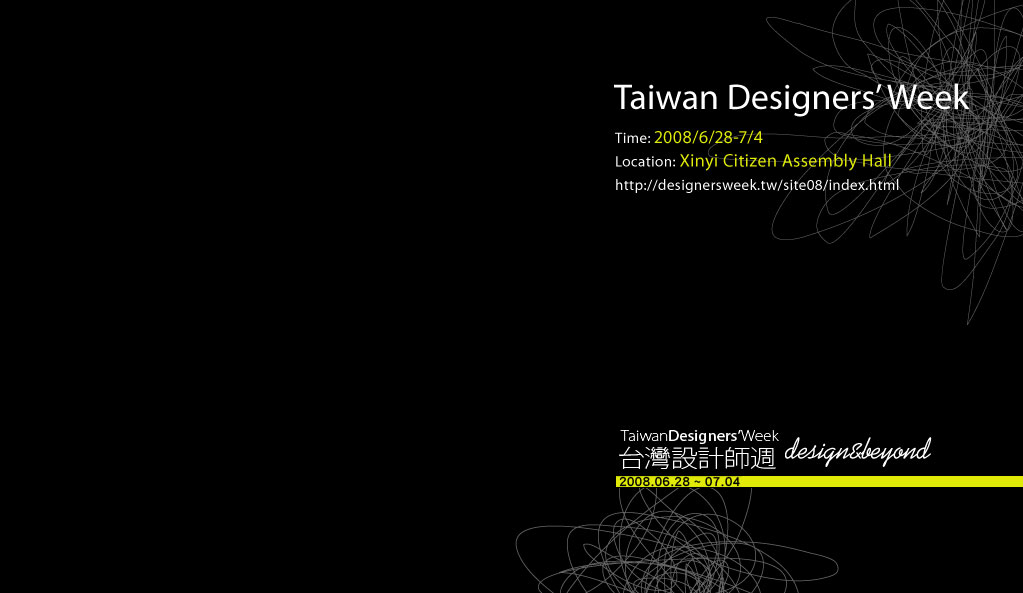 Taiwan Designers’ Week
Time: 2008/6/28-7/4
Location: Xinyi Citizen Assembly Hall
http://designersweek.tw/site08/index.html
TaiwanDesigners’Week
台灣設計師週 design&beyond
2008.06.28 ~ 07.04